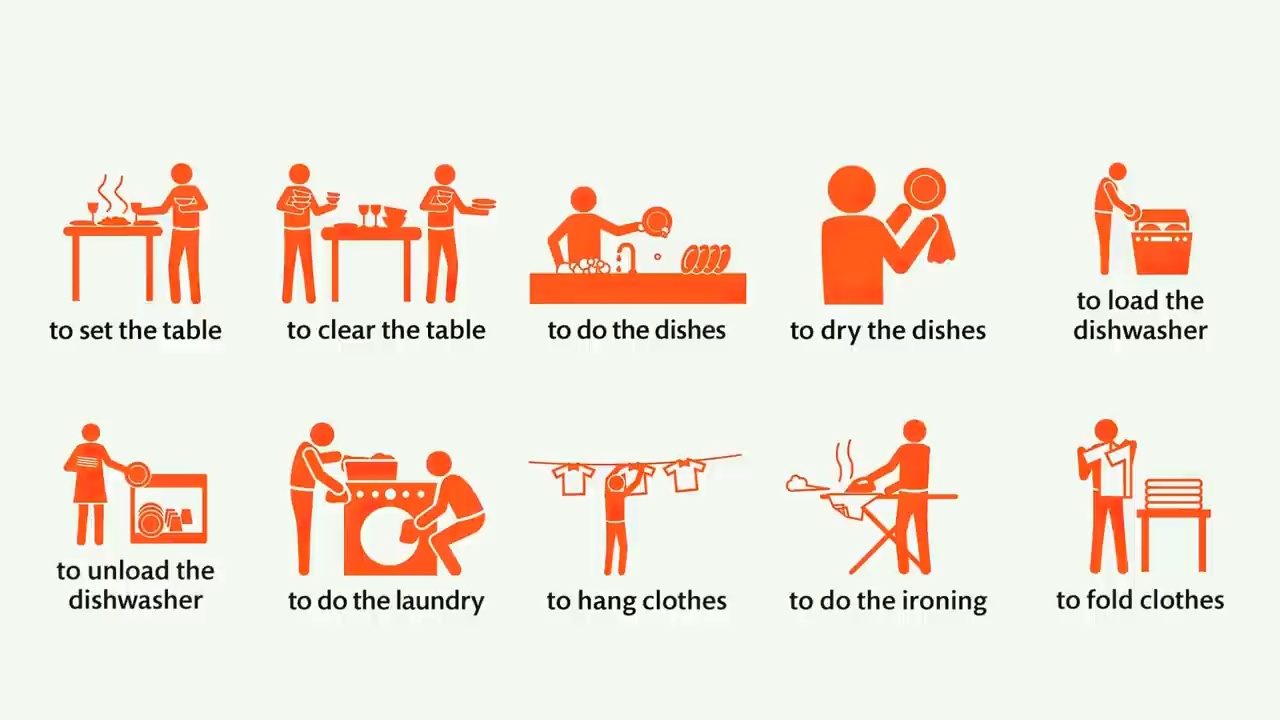 to set the table
to clear the table
to do the dishes
to dry the dishes
to load the
dishwasher
to unload the
dishwasher
to do the laundry
to hang clothes
to do the ironing
to fold clothes